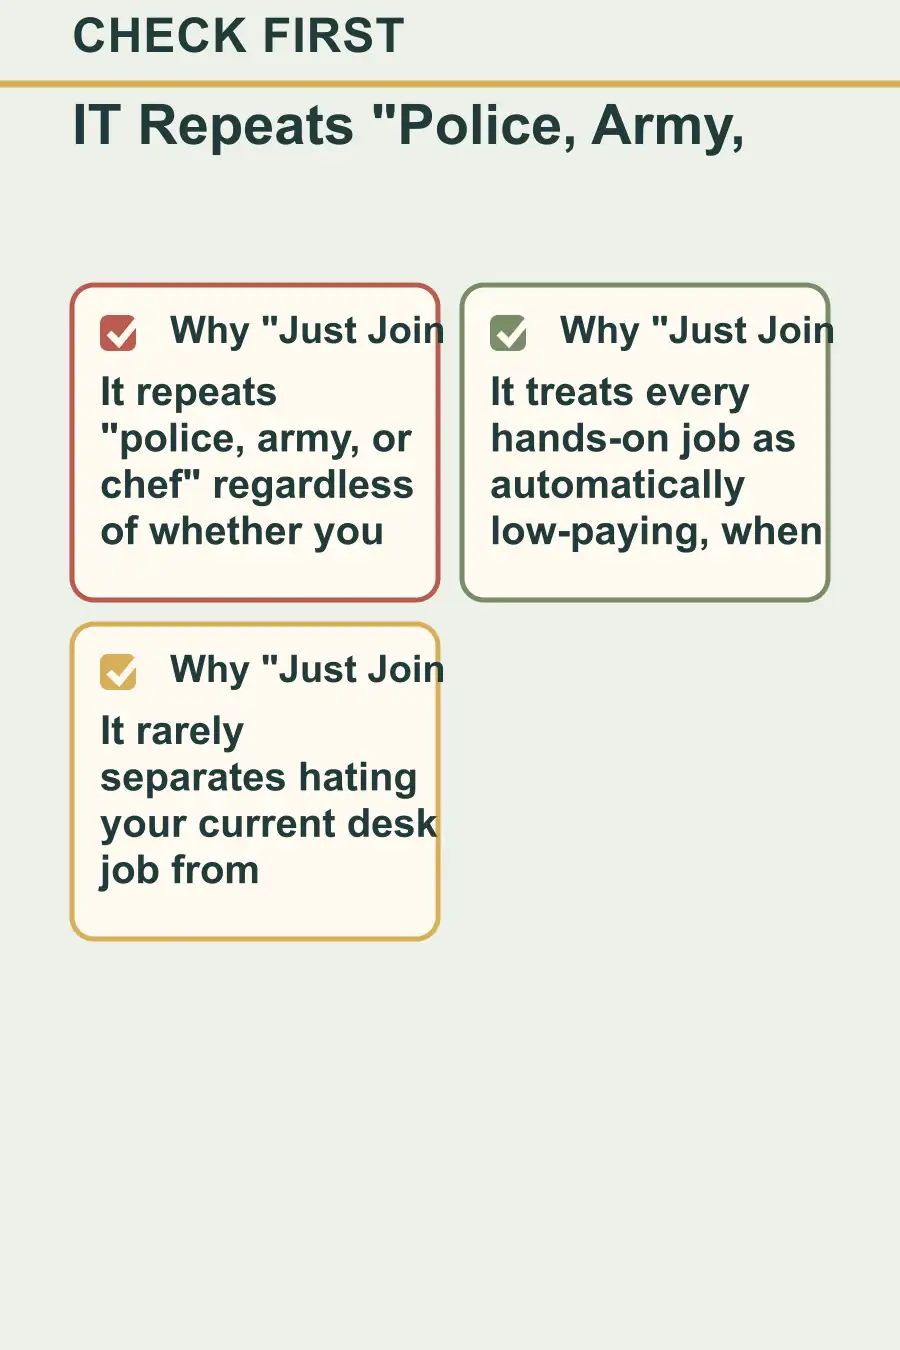 CHECK FIRST
IT Repeats "Police, Army,
Why "Just Join
It repeats
"police, army, or
chef" regardless
of whether you
Why "Just Join
It treats every
hands-on job as
automatically
low-paying, when
Why "Just Join
It rarely
separates hating
your current desk
job from